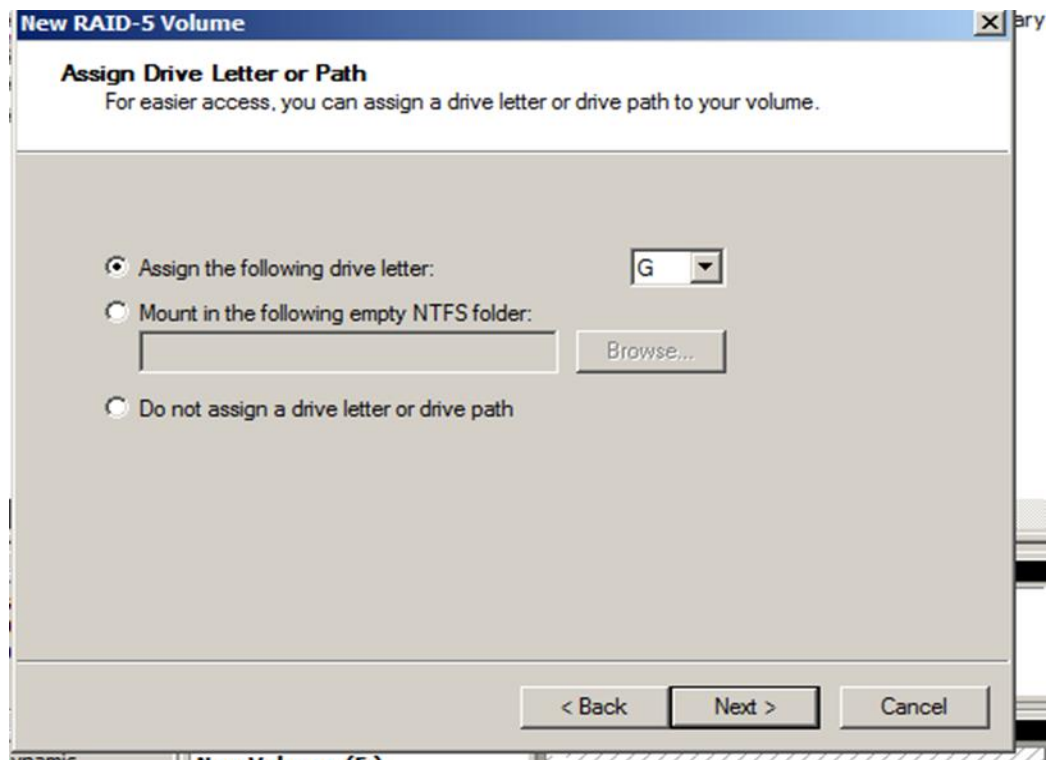 New RAID-5 Volume
ary
Assign Drive Letter or Path
For easier access, you can assign a drive letter or drive path to your volume.
Assign the following drive letter: G
Mount in the following empty NTFS folder:
Browse...
Do not assign a drive letter or drive path
< Back Next > Cancel